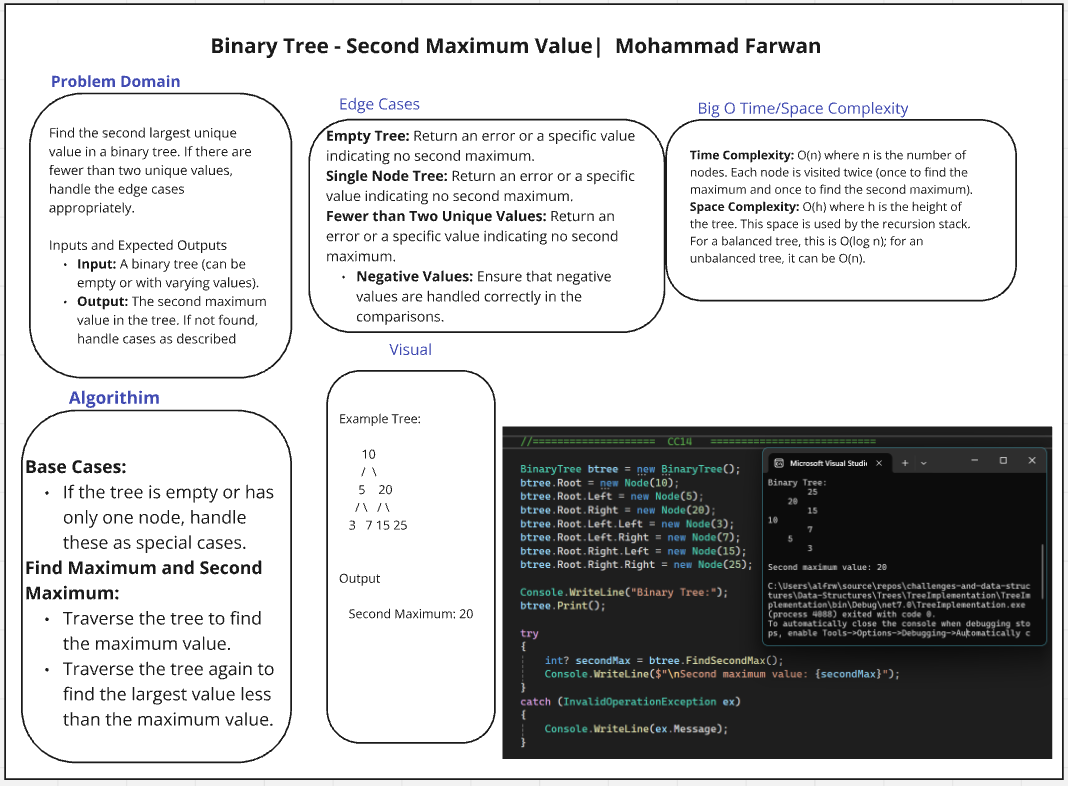 Binary Tree - Second Maximum Value| Mohammad Farwan
Problem Domain
Find the second largest unique
value in a binary tree. If there are
fewer than two unique values,
handle the edge cases
appropriately.
Inputs and Expected Outputs
• Input: A binary tree (can be
empty or with varying values).
• Output: The second maximum
value in the tree. If not found,
handle cases as described
Edge Cases
Empty Tree: Return an error or a specific value
indicating no second maximum.
Single Node Tree: Return an error or a specific
value indicating no second maximum.
Fewer than Two Unique Values: Return an
error or a specific value indicating no second
maximum.
• Negative Values: Ensure that negative
values are handled correctly in the
comparisons.
Big O Time/Space Complexity
Time Complexity: O(n) where n is the number of
nodes. Each node is visited twice (once to find the
maximum and once to find the second maximum).
Space Complexity: O(h) where h is the height of
the tree. This space is used by the recursion stack.
For a balanced tree, this is O(log n); for an
unbalanced tree, it can be O(n).
Algorithim
Base Cases:
• If the tree is empty or has
only one node, handle
these as special cases.
Find Maximum and Second
Maximum:
• Traverse the tree to find
the maximum value.
• Traverse the tree again to
find the largest value less
than the maximum value.
Visual
Example Tree:
10
/ \
5 20
/ \ / \
3 7 15 25
Output
Second Maximum: 20
//==================== CC14 ===========================
BinaryTree btree = new BinaryTree();
btree.Root = new Node(10);
btree.Root.Left = new Node(5);
btree.Root.Right = new Node(20);
btree.Root.Left.Left = new Node(3);
btree.Root.Left.Right = new Node(7);
btree.Root.Right.Left = new Node(15);
btree.Root.Right.Right = new Node(25);
Console.WriteLine("Binary Tree:");
btree.Print();
try
{
int? secondMax = btree.FindSecondMax();
Console.WriteLine($"\nSecond maximum value: {secondMax}");
}
catch (InvalidOperationException ex)
{
Console.WriteLine(ex.Message);
}
Microsoft Visual Studi
Binary Tree:
25
20
15
10
7
5
3
Second maximum value: 20
C:\Users\alfrw\source\repos\challenges-and-data-struc
tures\Data-Structures\Trees\TreeImplementation\TreeIm
plementation\bin\Debug\net7.0\TreeImplementation.exe
(process 4088) exited with code 0.
To automatically close the console when debugging sto
ps, enable Tools->Options->Debugging->Automatically c